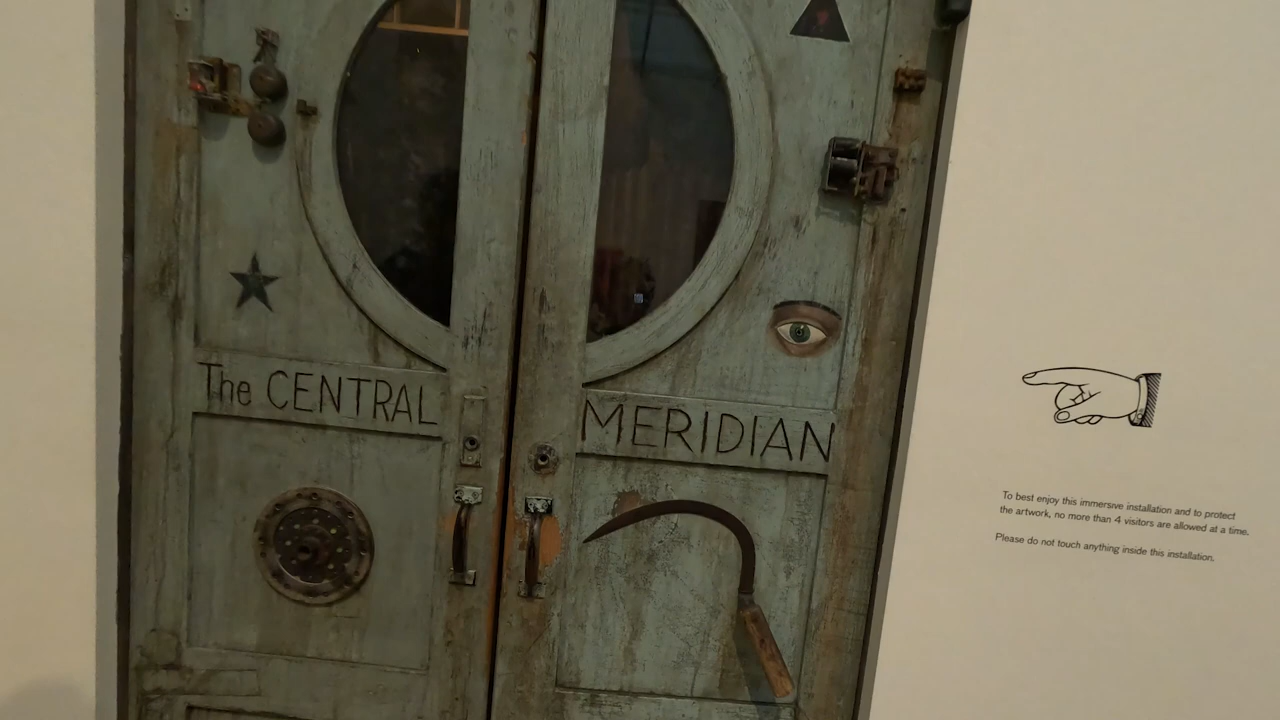 The CENTRAL
MERIDIAN
To best enjoy this immersive installation and to protect
the artwork, no more than 4 visitors are allowed at a time.
Please do not touch anything inside this installation.